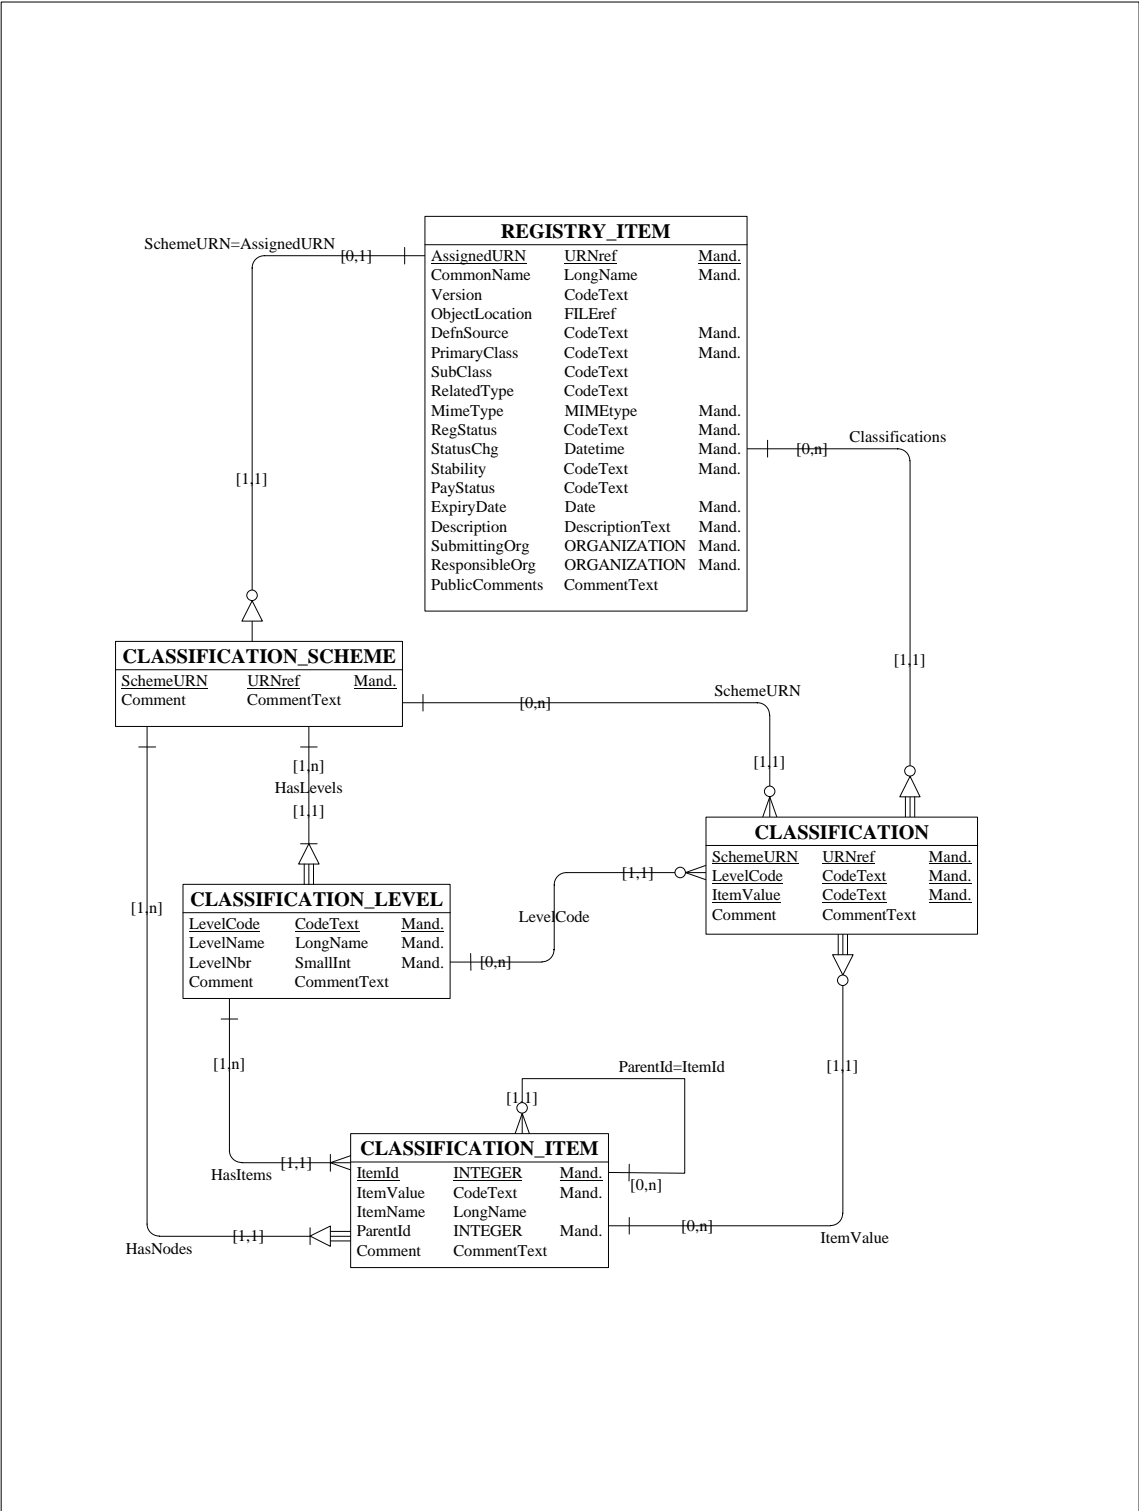 REGISTRY_ITEM
AssignedURN URNref Mand.
CommonName LongName Mand.
Version CodeText
ObjectLocation FILEref
DefnSource CodeText Mand.
PrimaryClass CodeText Mand.
SubClass CodeText
RelatedType CodeText
MimeType MIMEtype Mand.
RegStatus CodeText Mand.
StatusChg Datetime Mand.
Stability CodeText Mand.
PayStatus CodeText
ExpiryDate Date Mand.
Description DescriptionText Mand.
SubmittingOrg ORGANIZATION Mand.
ResponsibleOrg ORGANIZATION Mand.
PublicComments CommentText
SchemeURN=AssignedURN
[0,1]
[1,1]
Classifications
[0,n]
[1,1]
CLASSIFICATION_SCHEME
SchemeURN URNref Mand.
Comment CommentText
SchemeURN
[0,n]
[1,1]
[1,n]
HasLevels
[1,1]
CLASSIFICATION
SchemeURN URNref Mand.
LevelCode CodeText Mand.
ItemValue CodeText Mand.
Comment CommentText
CLASSIFICATION_LEVEL
LevelCode CodeText Mand.
LevelName LongName Mand.
LevelNbr SmallInt Mand.
Comment CommentText
[1,1]
LevelCode
[0,n]
[1,n]
[1,n]
[1,1]
HasItems
[1,1]
HasNodes
ParentId=ItemId
[1,1]
[0,n]
CLASSIFICATION_ITEM
ItemId INTEGER Mand.
ItemValue CodeText Mand.
ItemName LongName
ParentId INTEGER Mand.
Comment CommentText
[1,1]
[0,n]
ItemValue